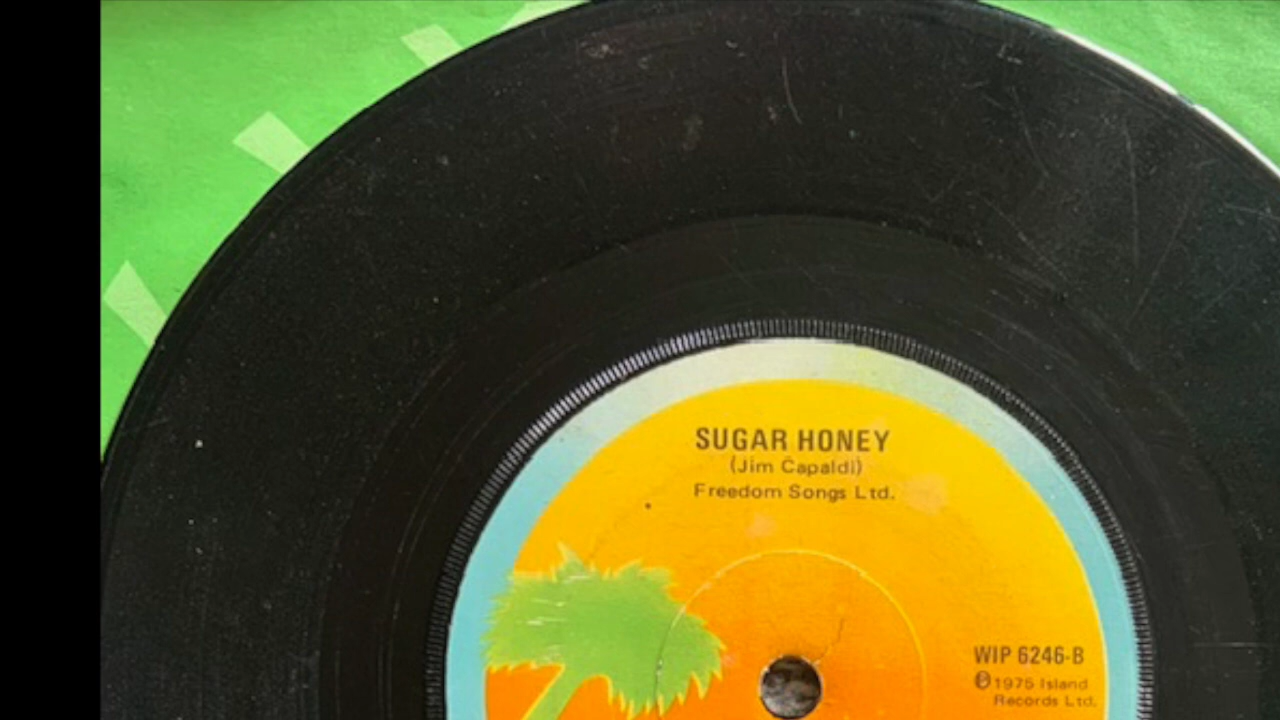 SUGAR HONEY
(Jim Capaldi)
Freedom Songs Ltd.
WIP 6246-B
℗ 1975 Island
Records Ltd.